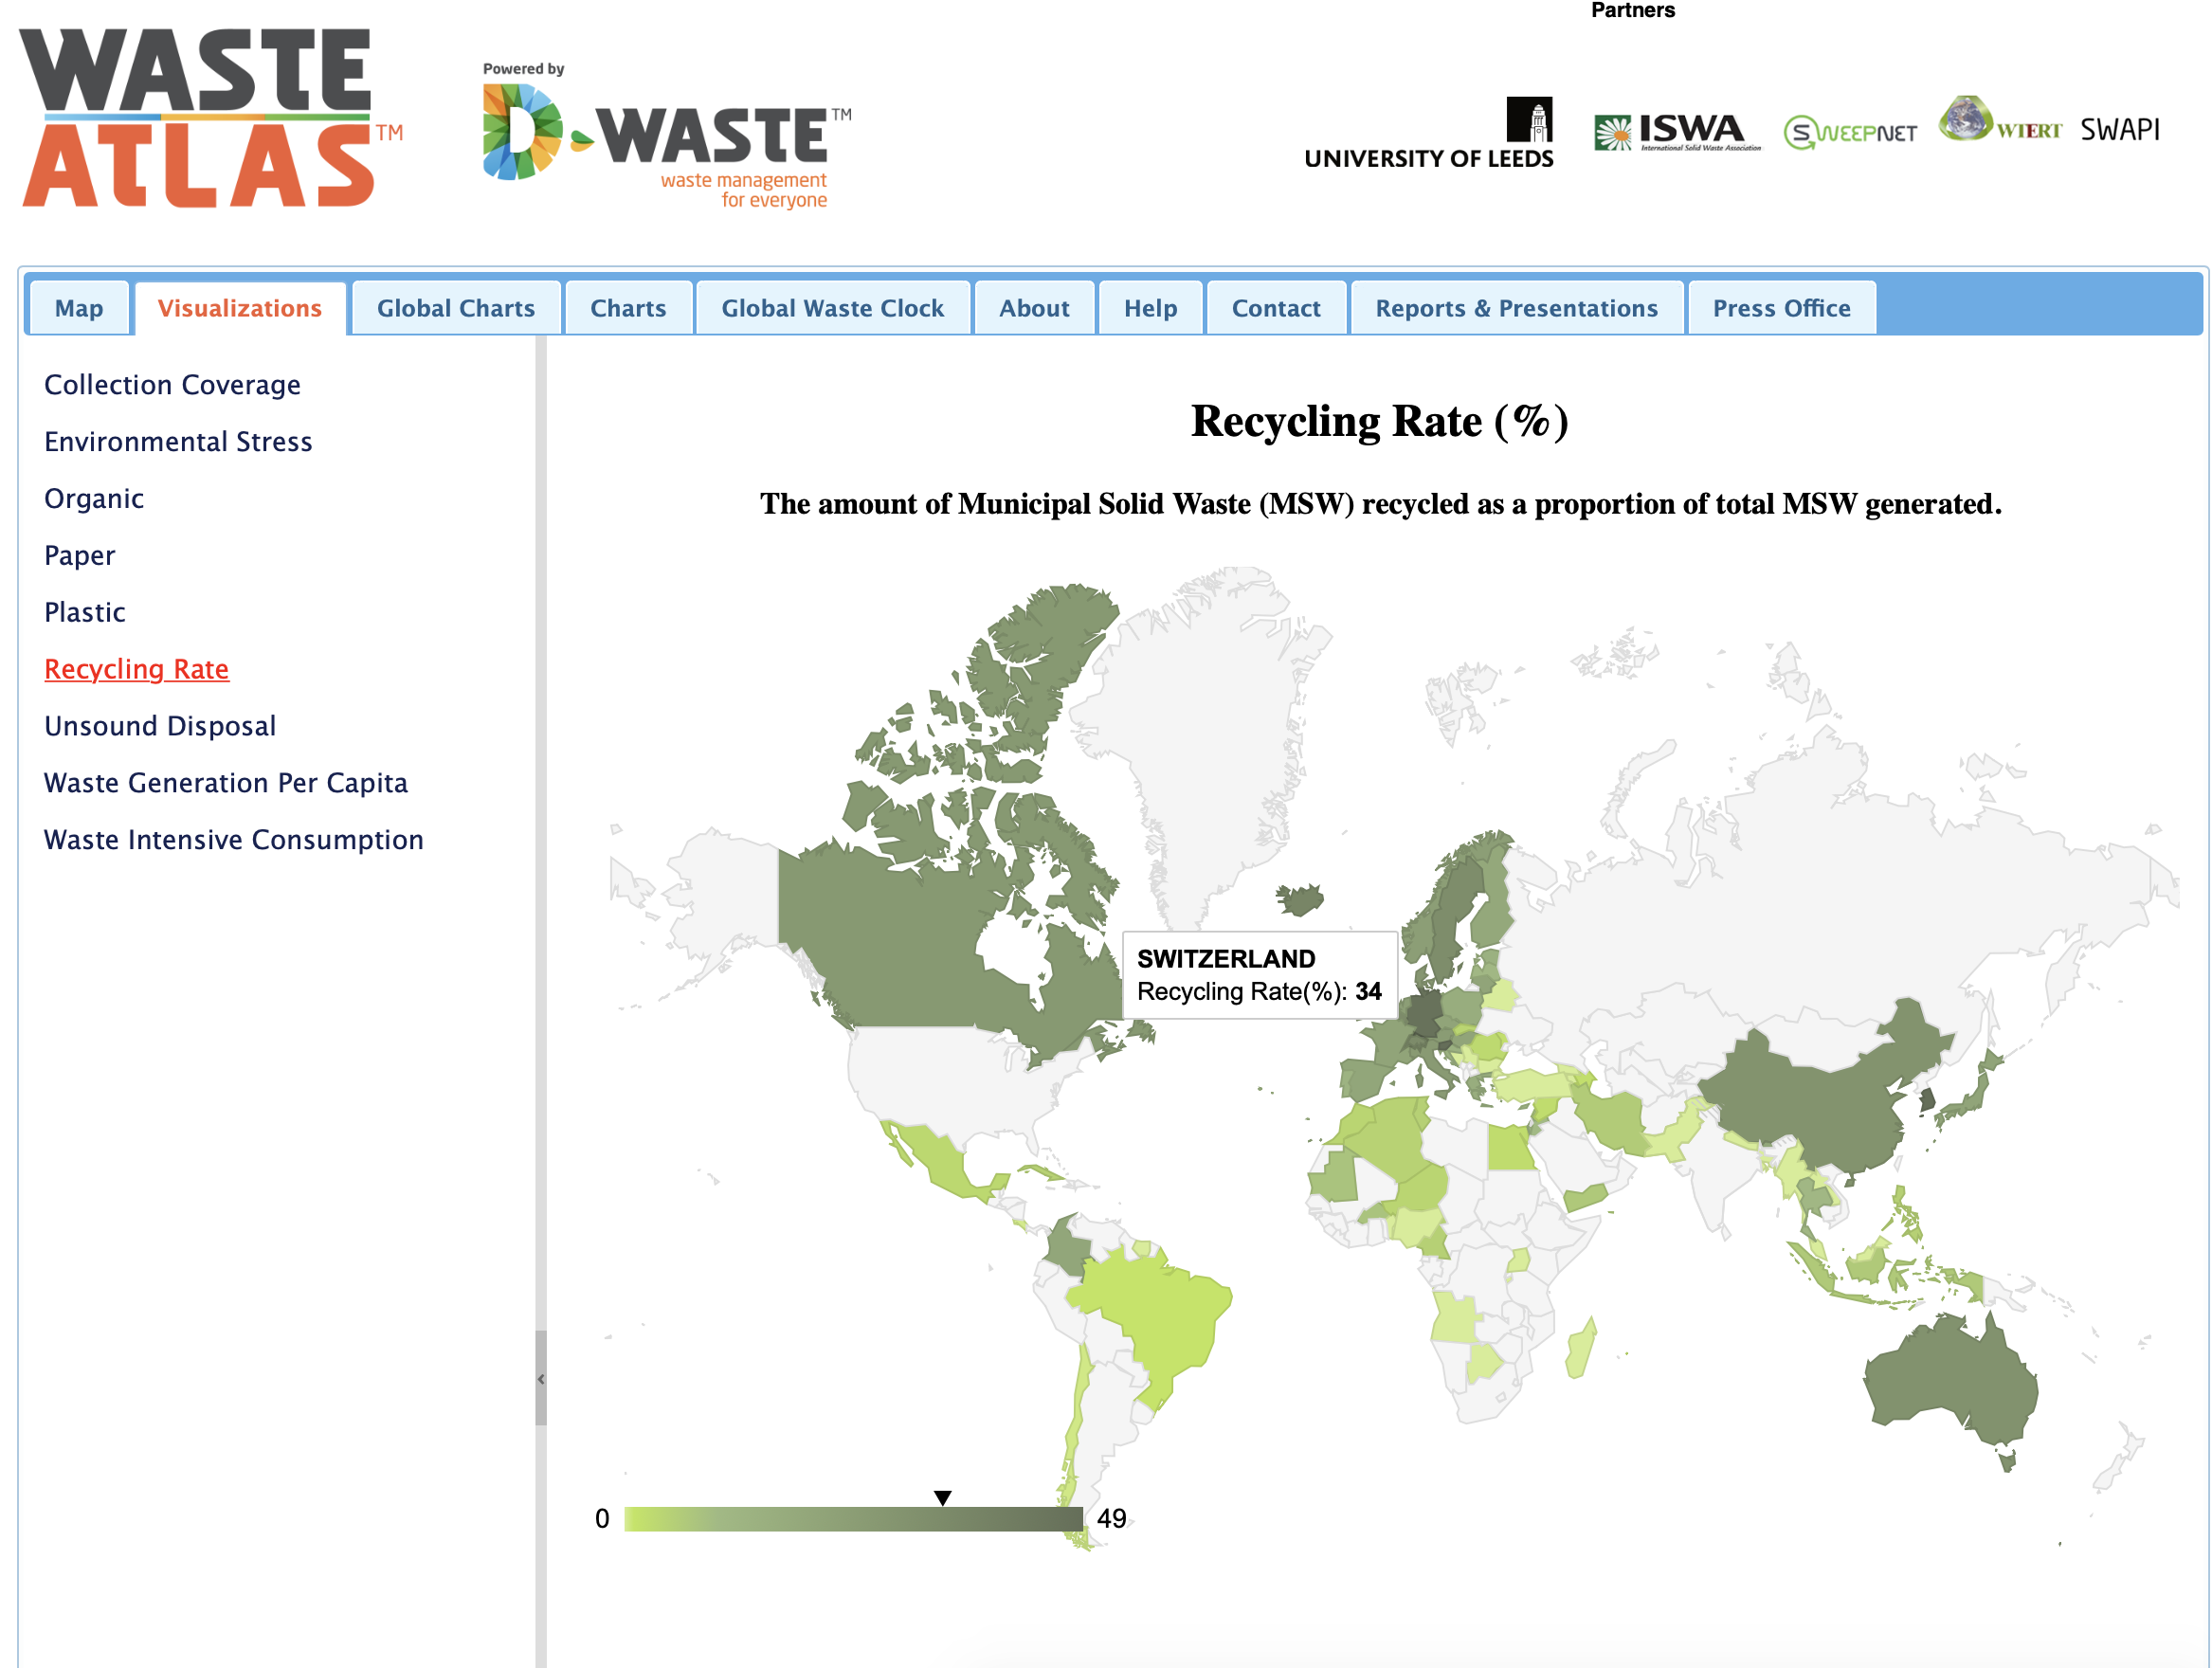 Partners
WASTE
ATLAS™
Powered by
D-WASTE™
waste management
for everyone
UNIVERSITY OF LEEDS
ISWA
International Solid Waste Association
SWEEPNET
WTERT
SWAPI
Map
Visualizations
Global Charts
Charts
Global Waste Clock
About
Help
Contact
Reports & Presentations
Press Office
Collection Coverage
Environmental Stress
Organic
Paper
Plastic
Recycling Rate
Unsound Disposal
Waste Generation Per Capita
Waste Intensive Consumption
Recycling Rate (%)
The amount of Municipal Solid Waste (MSW) recycled as a proportion of total MSW generated.
SWITZERLAND
Recycling Rate(%): 34
0
49